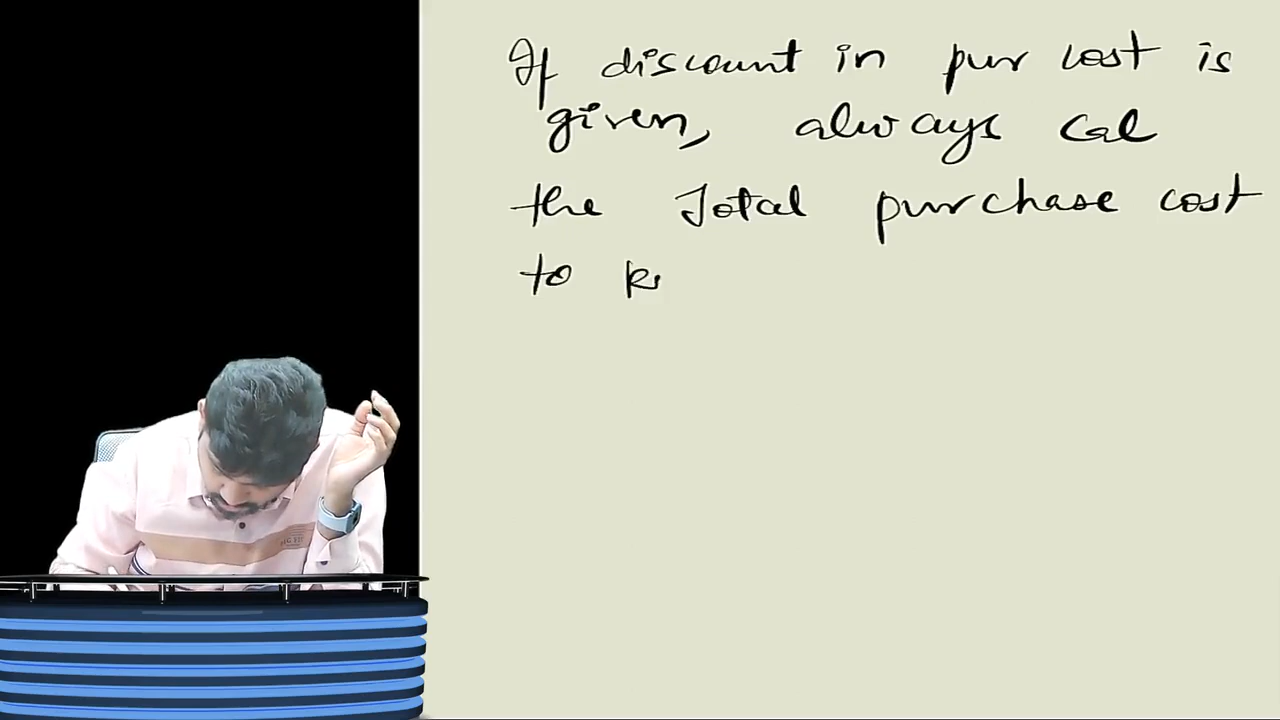 If discount in pur cost is
given, always cal
the Total purchase cost
to